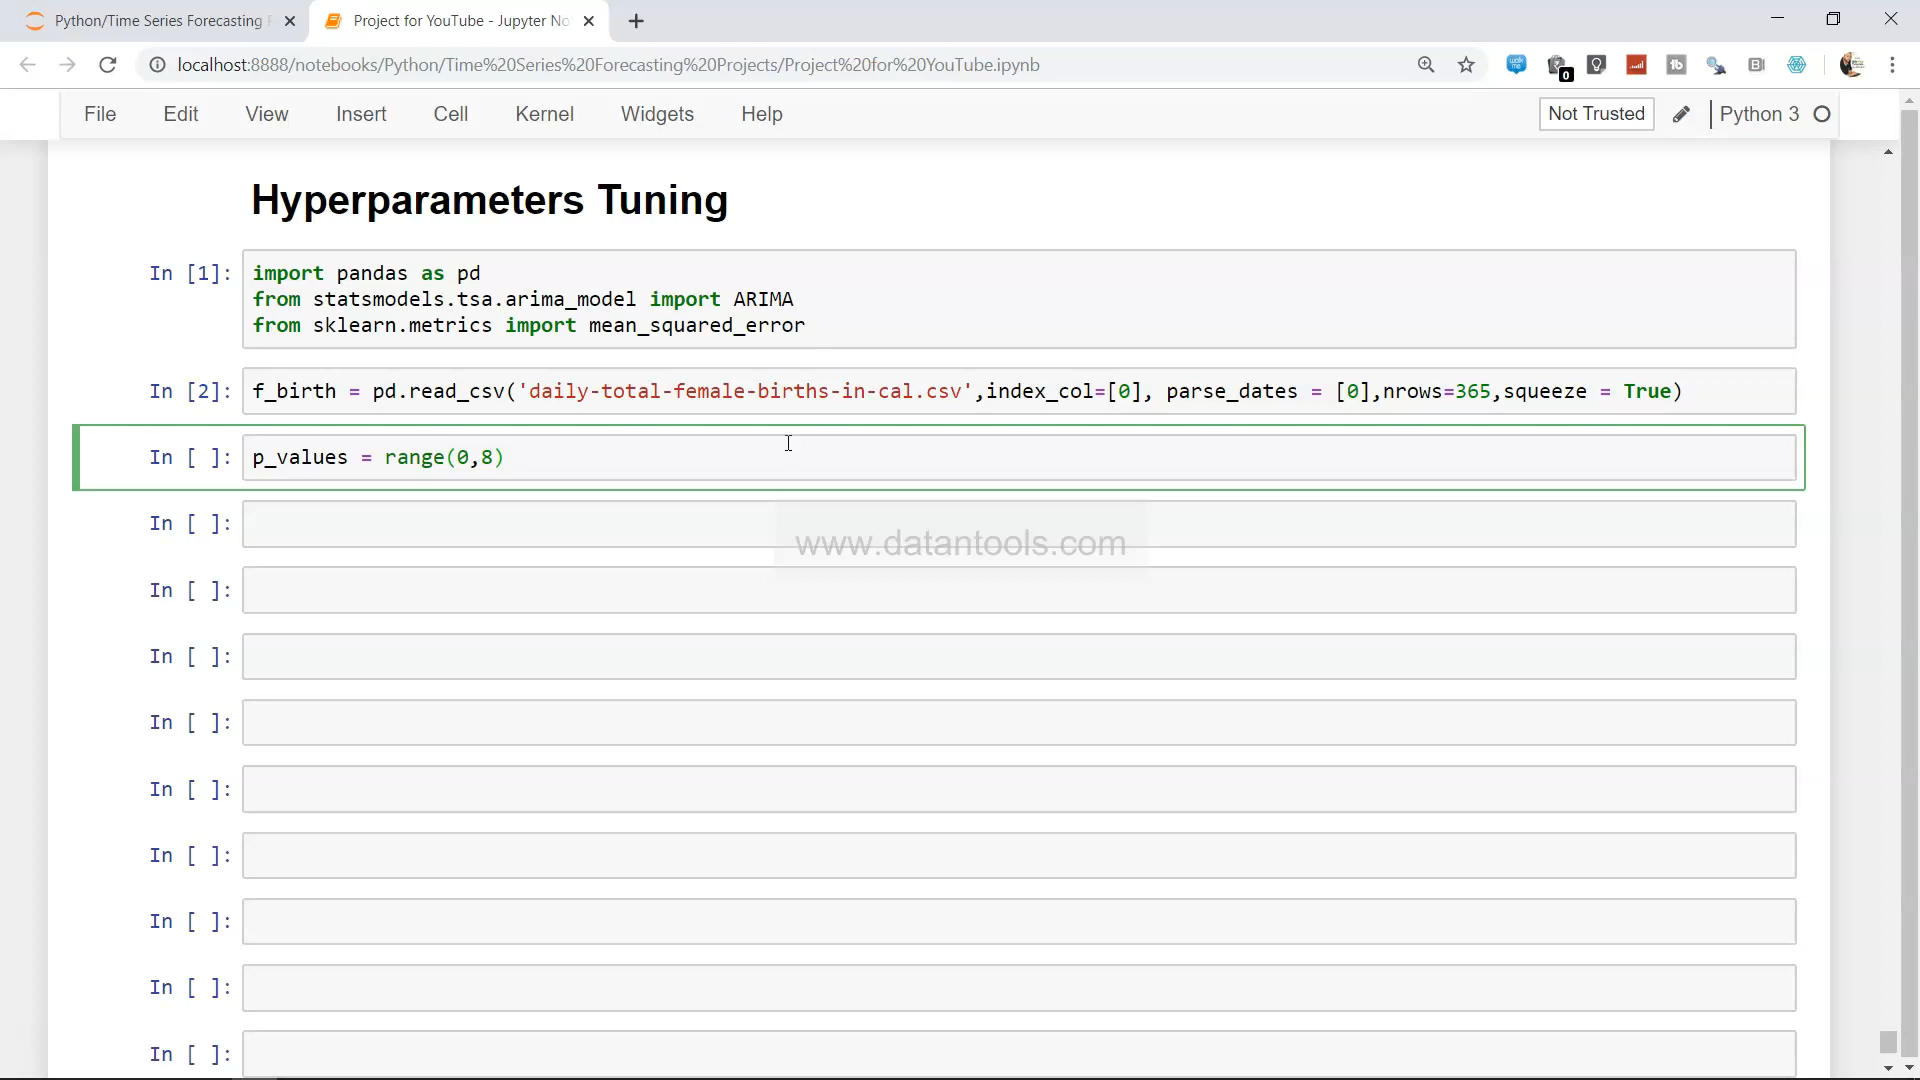 Python/Time Series Forecasting
Project for YouTube - Jupyter No
localhost:8888/notebooks/Python/Time%20Series%20Forecasting%20Projects/Project%20for%20YouTube.ipynb
0
File Edit View Insert Cell Kernel Widgets Help
Not Trusted
Python 3
Hyperparameters Tuning
In [1]: import pandas as pd
from statsmodels.tsa.arima_model import ARIMA
from sklearn.metrics import mean_squared_error
In [2]: f_birth = pd.read_csv('daily-total-female-births-in-cal.csv',index_col=[0], parse_dates = [0],nrows=365,squeeze = True)
In [ ]: p_values = range(0,8)
In [ ]:
www.datantools.com
In [ ]:
In [ ]:
In [ ]:
In [ ]:
In [ ]:
In [ ]:
In [ ]:
In [ ]: